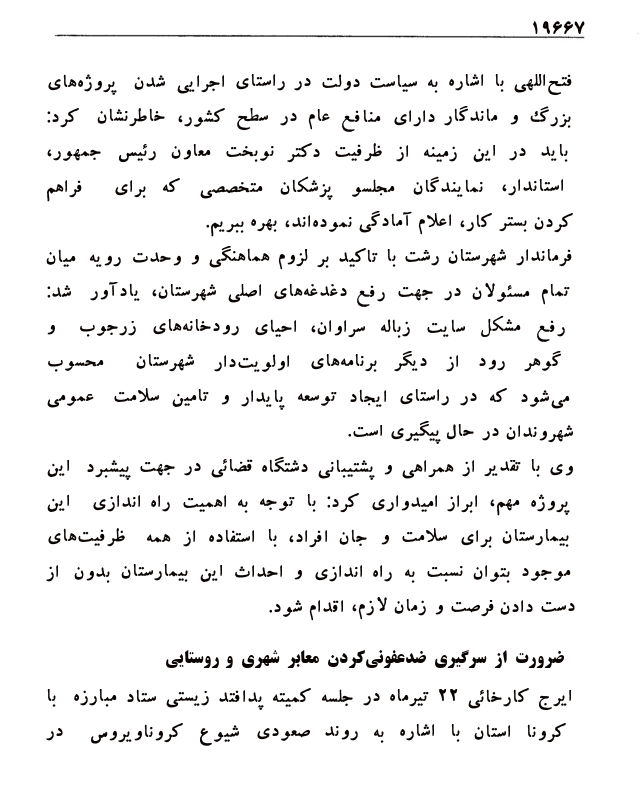 ۱۹۶۶۷
فتح‌اللهی با اشاره به سیاست دولت در راستای اجرایی شدن پروژه‌های
بزرگ و ماندگار دارای منافع عام در سطح کشور، خاطرنشان کرد:
باید در این زمینه از ظرفیت دکتر نوبخت معاون رئیس جمهور،
استاندار، نمایندگان مجلسو پزشکان متخصصی که برای فراهم
کردن بستر کار، اعلام آمادگی نموده‌اند، بهره ببریم.
فرماندار شهرستان رشت با تاکید بر لزوم هماهنگی و وحدت رویه میان
تمام مسئولان در جهت رفع دغدغه‌های اصلی شهرستان، یادآور شد:
رفع مشکل سایت زباله سراوان، احیای رودخانه‌های زرجوب و
گوهر رود از دیگر برنامه‌های اولویت‌دار شهرستان محسوب
می‌شود که در راستای ایجاد توسعه پایدار و تامین سلامت عمومی
شهروندان در حال پیگیری است.
وی با تقدیر از همراهی و پشتیبانی دشتگاه قضائی در جهت پیشبرد این
پروژه مهم، ابراز امیدواری کرد: با توجه به اهمیت راه اندازی این
بیمارستان برای سلامت و جان افراد، با استفاده از همه ظرفیت‌های
موجود بتوان نسبت به راه اندازی و احداث این بیمارستان بدون از
دست دادن فرصت و زمان لازم، اقدام شود.
ضرورت از سرگیری ضدعفونی‌کردن معابر شهری و روستایی
ایرج کارخائی ۲۲ تیرماه در جلسه کمیته پدافتد زیستی ستاد مبارزه با
کرونا استان با اشاره به روند صعودی شیوع کروناویروس در